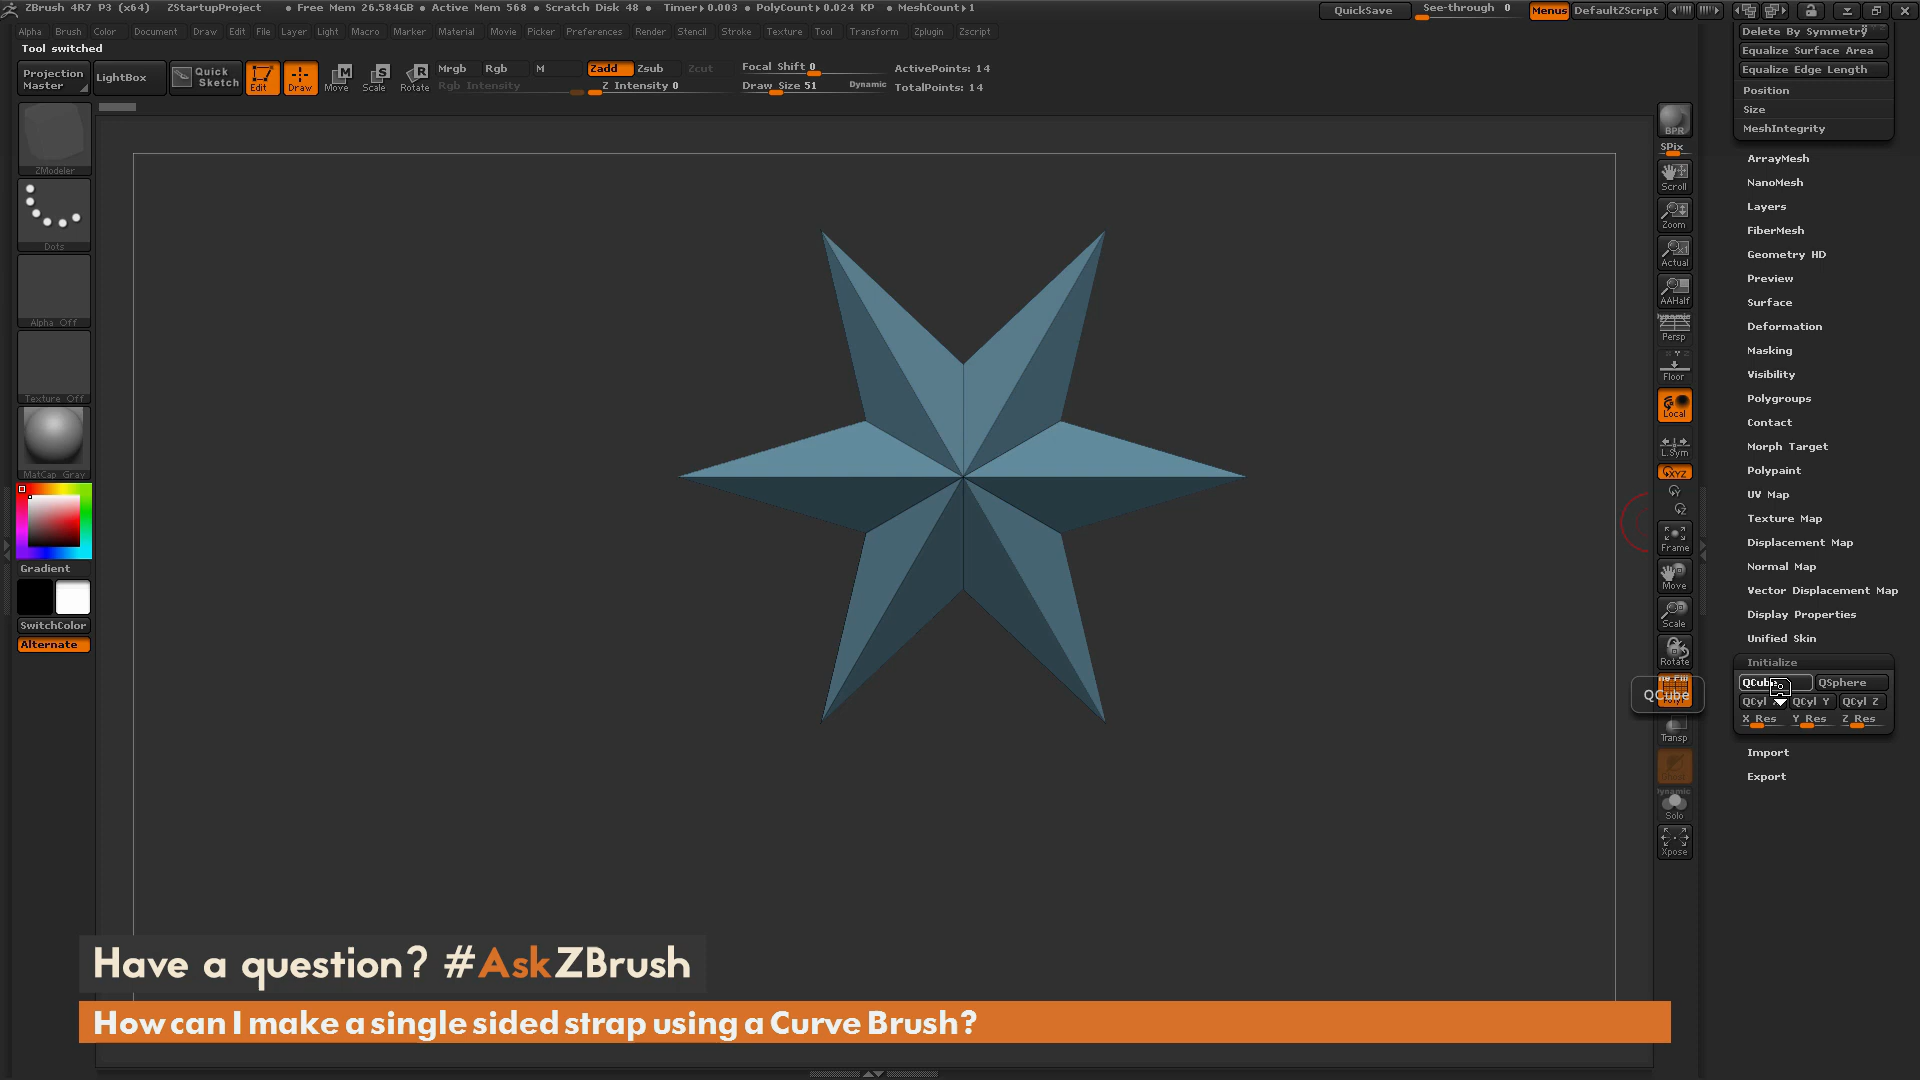 ZBrush 4R7 P3 (x64) ZStartupProject • Free Mem 26.584GB • Active Mem 568 • Scratch Disk 48 • Timer▸0.003 • PolyCount▸0.024 KP • MeshCount▸1 QuickSave See-through 0 Menus DefaultZScript
Alpha Brush Color Document Draw Edit File Layer Light Macro Marker Material Movie Picker Preferences Render Stencil Stroke Texture Tool Transform Zplugin Zscript
Tool switched
Projection Master
LightBox
Quick Sketch
Edit
Draw
Move
Scale
Rotate
Mrgb Rgb M
Rgb Intensity
Zadd Zsub Zcut
Z Intensity 0
Focal Shift 0
Draw Size 51 Dynamic
ActivePoints: 14
TotalPoints: 14
ZModeler
Dots
Alpha Off
Texture Off
MatCap Gray
Gradient
SwitchColor
Alternate
BPR
SPix
Scroll
Zoom
Actual
AAHalf
Dynamic
Persp
Floor
Local
L.Sym
XYZ
Y
Z
Frame
Move
Scale
Rotate
QCube
Transp
Ghost
Dynamic
Solo
Xpose
Delete By Symmetry
Equalize Surface Area
Equalize Edge Length
Position
Size
MeshIntegrity
ArrayMesh
NanoMesh
Layers
FiberMesh
Geometry HD
Preview
Surface
Deformation
Masking
Visibility
Polygroups
Contact
Morph Target
Polypaint
UV Map
Texture Map
Displacement Map
Normal Map
Vector Displacement Map
Display Properties
Unified Skin
Initialize
QCube QSphere
QCyl QCyl Y QCyl Z
X Res Y Res Z Res
Import
Export
Have a question? #AskZBrush
How can I make a single sided strap using a Curve Brush?